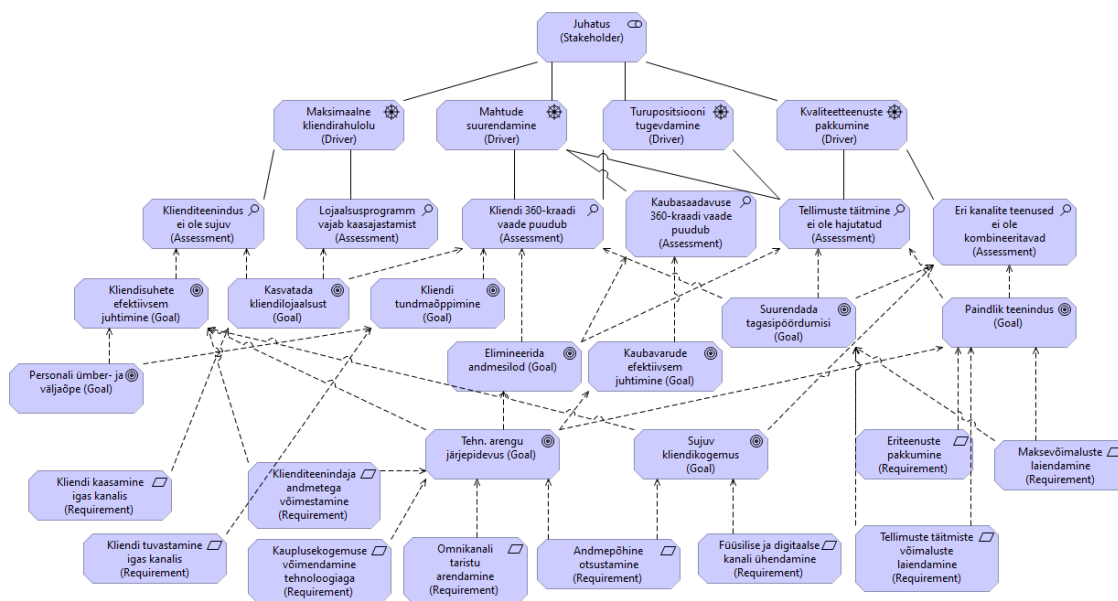 Juhatus
(Stakeholder)
Maksimaalne
kliendirahulolu
(Driver)
Mahtude
suurendamine
(Driver)
Turupositsiooni
tugevdamine
(Driver)
Kvaliteetteenuste
pakkumine
(Driver)
Klienditeenindus
ei ole sujuv
(Assessment)
Lojaalsusprogramm
vajab kaasajastamist
(Assessment)
Kliendi 360-kraadi
vaade puudub
(Assessment)
Kaubasaadavuse
360-kraadi vaade
puudub
(Assessment)
Tellimuste täitmine
ei ole hajutatud
(Assessment)
Eri kanalite teenused
ei ole
kombineeritavad
(Assessment)
Kliendisuhete
efektiivsem
juhtimine (Goal)
Kasvatada
kliendilojaalsust
(Goal)
Kliendi
tundmaõppimine
(Goal)
Suurendada
tagasipöördumisi
(Goal)
Paindlik teenindus
(Goal)
Personali ümber- ja
väljaõpe (Goal)
Elimineerida
andmesilod (Goal)
Kaubavarude
efektiivsem
juhtimine (Goal)
Tehn. arengu
järjepidevus (Goal)
Sujuv
kliendikogemus
(Goal)
Eriteenuste
pakkumine
(Requirement)
Maksevõimaluste
laiendamine
(Requirement)
Kliendi kaasamine
igas kanalis
(Requirement)
Klienditeenindaja
andmetega
võimestamine
(Requirement)
Kliendi tuvastamine
igas kanalis
(Requirement)
Kauplusekogemuse
võimendamine
tehnoloogiaga
(Requirement)
Omnikanali
taristu
arendamine
(Requirement)
Andmepõhine
otsustamine
(Requirement)
Füüsilise ja digitaalse
kanali ühendamine
(Requirement)
Tellimuste täitmiste
võimaluste
laiendamine
(Requirement)